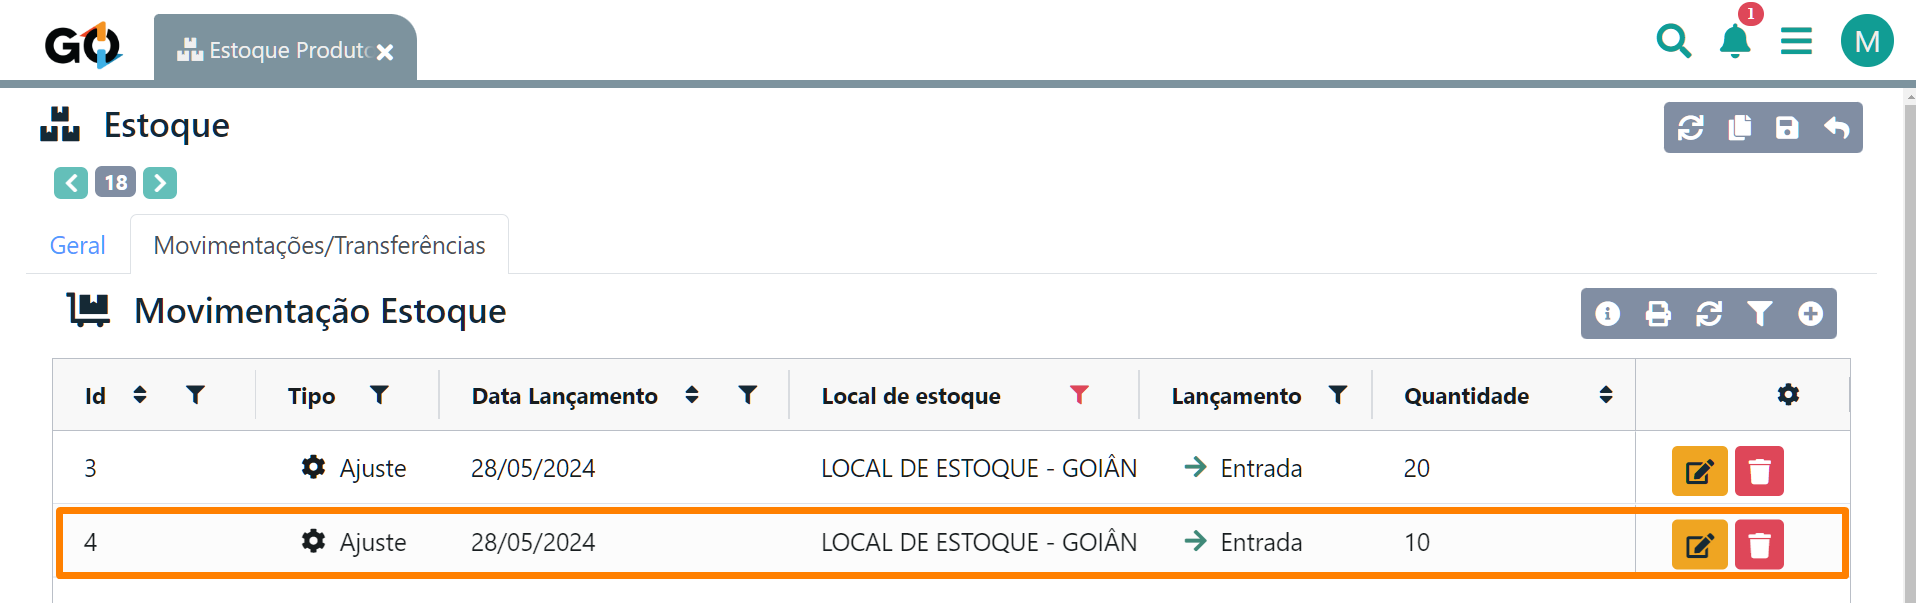 GO
Estoque Produto
1
M
Estoque
18
Geral
Movimentações/Transferências
Movimentação Estoque
Id Tipo Data Lançamento Local de estoque Lançamento Quantidade
3 Ajuste 28/05/2024 LOCAL DE ESTOQUE - GOIÂN Entrada 20
4 Ajuste 28/05/2024 LOCAL DE ESTOQUE - GOIÂN Entrada 10